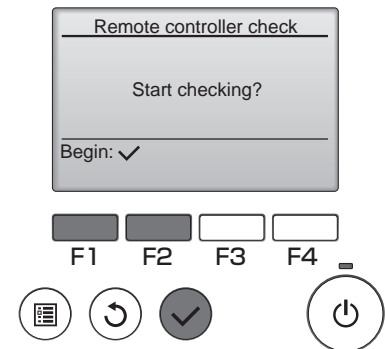 Remote controller check
Start checking?
Begin: ✓
F1 F2 F3 F4